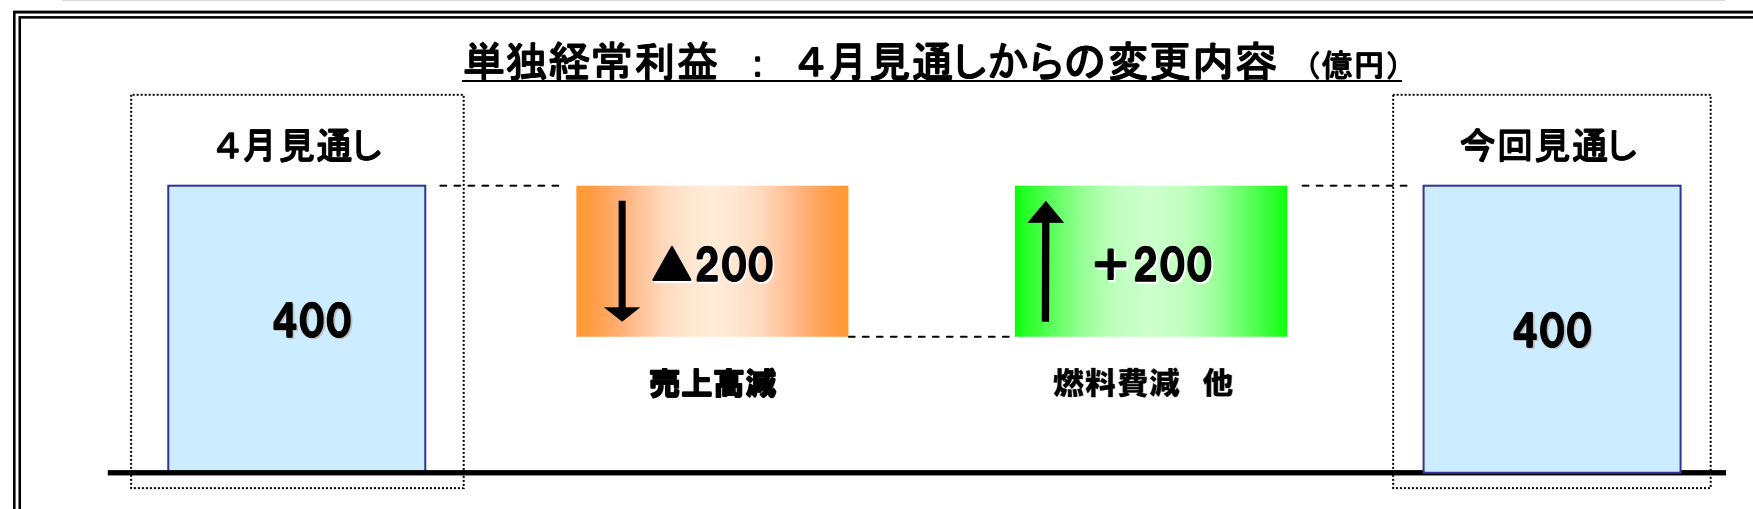 単独経常利益　：　４月見通しからの変更内容　（億円）
４月見通し
今回見通し
▲200
＋200
400
400
売上高減
燃料費減　他